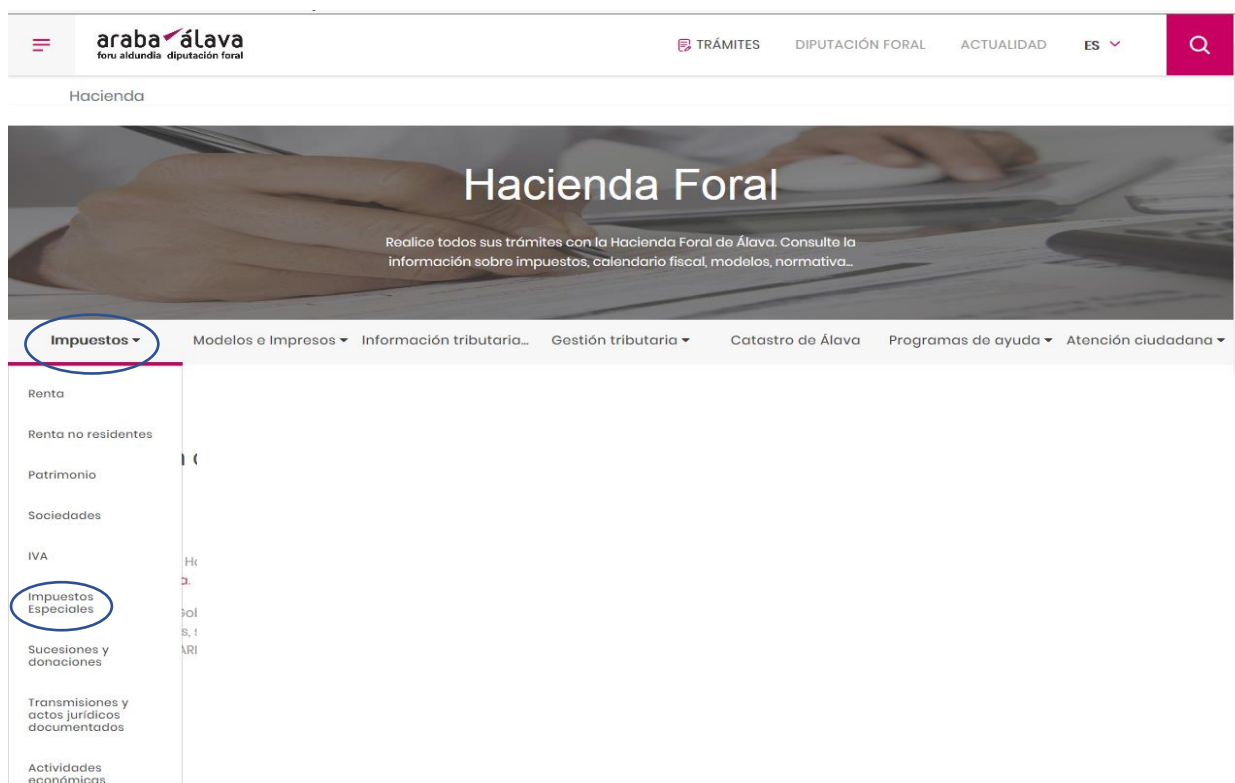 araba álava
foru aldundia diputación foral
TRÁMITES DIPUTACIÓN FORAL ACTUALIDAD ES
Hacienda
Hacienda Foral
Realice todos sus trámites con la Hacienda Foral de Álava. Consulte la
información sobre impuestos, calendario fiscal, modelos, normativa...
Impuestos Modelos e Impresos Información tributaria... Gestión tributaria Catastro de Álava Programas de ayuda Atención ciudadana
Renta
Renta no residentes
Patrimonio
Sociedades
IVA
Impuestos
Especiales
Sucesiones y
donaciones
Transmisiones y
actos jurídicos
documentados
Actividades
económicas